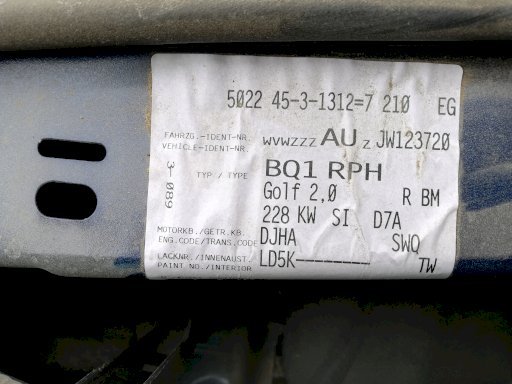 5022 45-3-1312=7 210 EG
FAHRZG.-IDENT-NR.
VEHICLE-IDENT-NR. WVWZZZ AU Z JW123720
TYP / TYPE BQ1 RPH
3- 089
Golf 2,0 R BM
228 KW SI D7A
MOTORKB./GETR.KB.
ENG.CODE/TRANS.CODE DJHA SWQ
LACKNR./INNENAUST.
PAINT NO./INTERIOR LD5K--------- TW